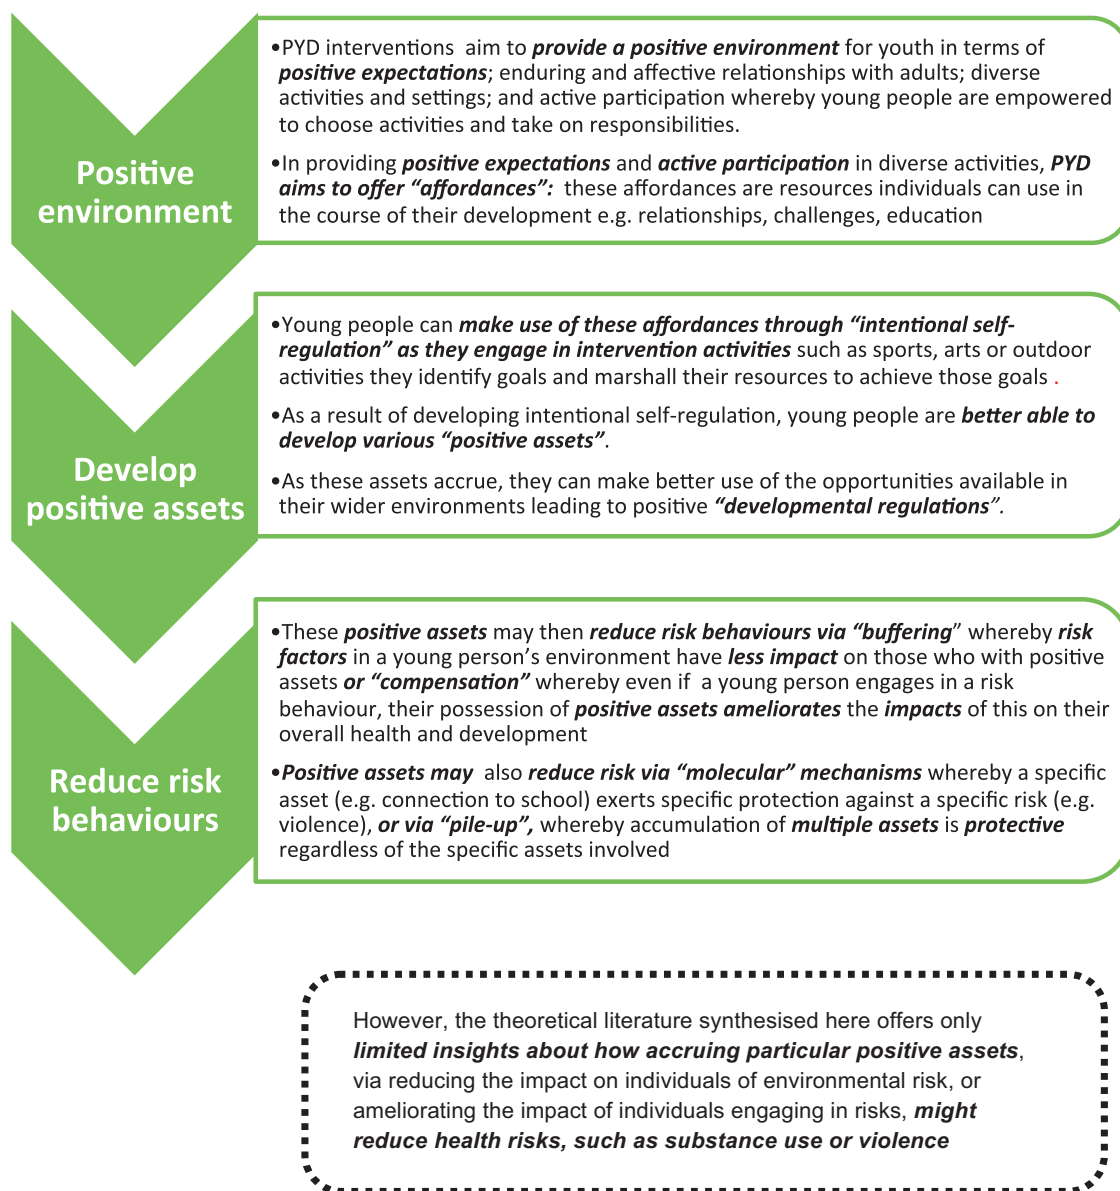 Positive
environment
•PYD interventions aim to provide a positive environment for youth in terms of
positive expectations; enduring and affective relationships with adults; diverse
activities and settings; and active participation whereby young people are empowered
to choose activities and take on responsibilities.
•In providing positive expectations and active participation in diverse activities, PYD
aims to offer “affordances”: these affordances are resources individuals can use in
the course of their development e.g. relationships, challenges, education
Develop
positive assets
•Young people can make use of these affordances through “intentional self-
regulation” as they engage in intervention activities such as sports, arts or outdoor
activities they identify goals and marshall their resources to achieve those goals .
•As a result of developing intentional self-regulation, young people are better able to
develop various “positive assets”.
•As these assets accrue, they can make better use of the opportunities available in
their wider environments leading to positive “developmental regulations”.
Reduce risk
behaviours
•These positive assets may then reduce risk behaviours via “buffering” whereby risk
factors in a young person’s environment have less impact on those who with positive
assets or “compensation” whereby even if a young person engages in a risk
behaviour, their possession of positive assets ameliorates the impacts of this on their
overall health and development
•Positive assets may also reduce risk via “molecular” mechanisms whereby a specific
asset (e.g. connection to school) exerts specific protection against a specific risk (e.g.
violence), or via “pile-up”, whereby accumulation of multiple assets is protective
regardless of the specific assets involved
However, the theoretical literature synthesised here offers only
limited insights about how accruing particular positive assets,
via reducing the impact on individuals of environmental risk, or
ameliorating the impact of individuals engaging in risks, might
reduce health risks, such as substance use or violence